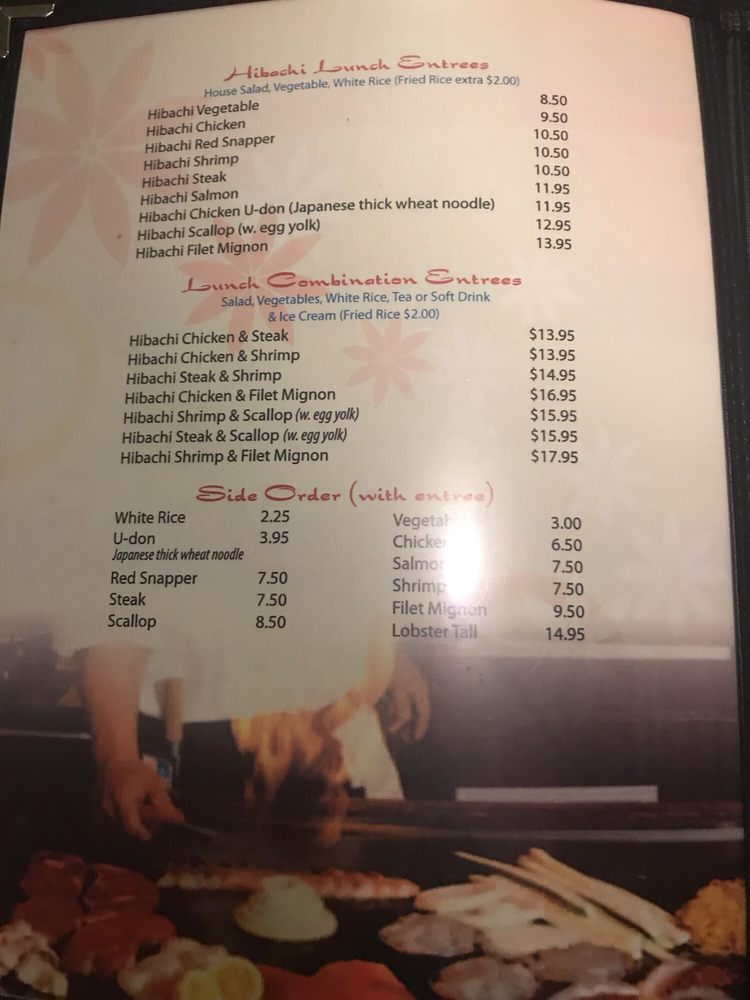 Hibachi Lunch Entrees
House Salad, Vegetable, White Rice (Fried Rice extra $2.00)
Hibachi Vegetable 8.50
Hibachi Chicken 9.50
Hibachi Red Snapper 10.50
Hibachi Shrimp 10.50
Hibachi Steak 10.50
Hibachi Salmon 11.95
Hibachi Chicken U-don (Japanese thick wheat noodle) 11.95
Hibachi Scallop (w. egg yolk) 12.95
Hibachi Filet Mignon 13.95
Lunch Combination Entrees
Salad, Vegetables, White Rice, Tea or Soft Drink
& Ice Cream (Fried Rice $2.00)
Hibachi Chicken & Steak $13.95
Hibachi Chicken & Shrimp $13.95
Hibachi Steak & Shrimp $14.95
Hibachi Chicken & Filet Mignon $16.95
Hibachi Shrimp & Scallop (w. egg yolk) $15.95
Hibachi Steak & Scallop (w. egg yolk) $15.95
Hibachi Shrimp & Filet Mignon $17.95
Side Order (with entree)
White Rice 2.25
U-don 3.95
Japanese thick wheat noodle
Red Snapper 7.50
Steak 7.50
Scallop 8.50
3.00
Chicken 6.50
Salmon 7.50
Shrimp 7.50
Filet Mignon 9.50
Lobster Tall 14.95